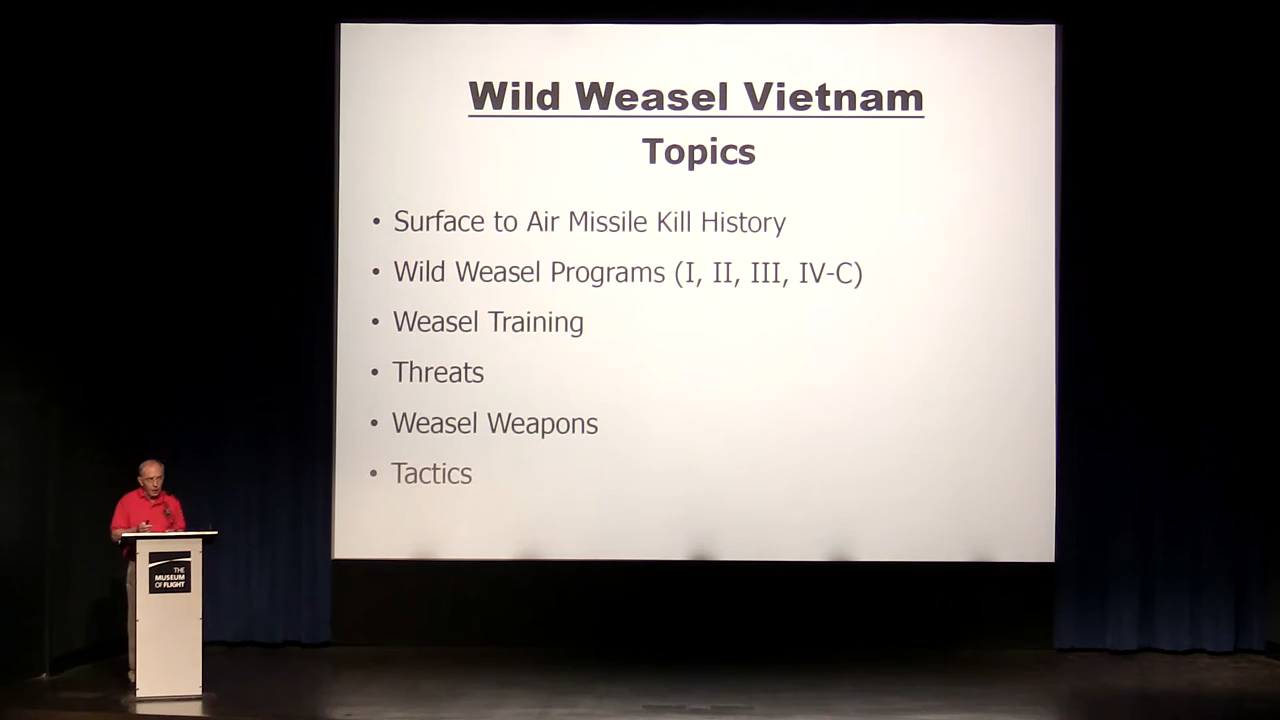 Wild Weasel Vietnam
Topics
• Surface to Air Missile Kill History
• Wild Weasel Programs (I, II, III, IV-C)
• Weasel Training
• Threats
• Weasel Weapons
• Tactics
THE
MUSEUM
OF FLIGHT